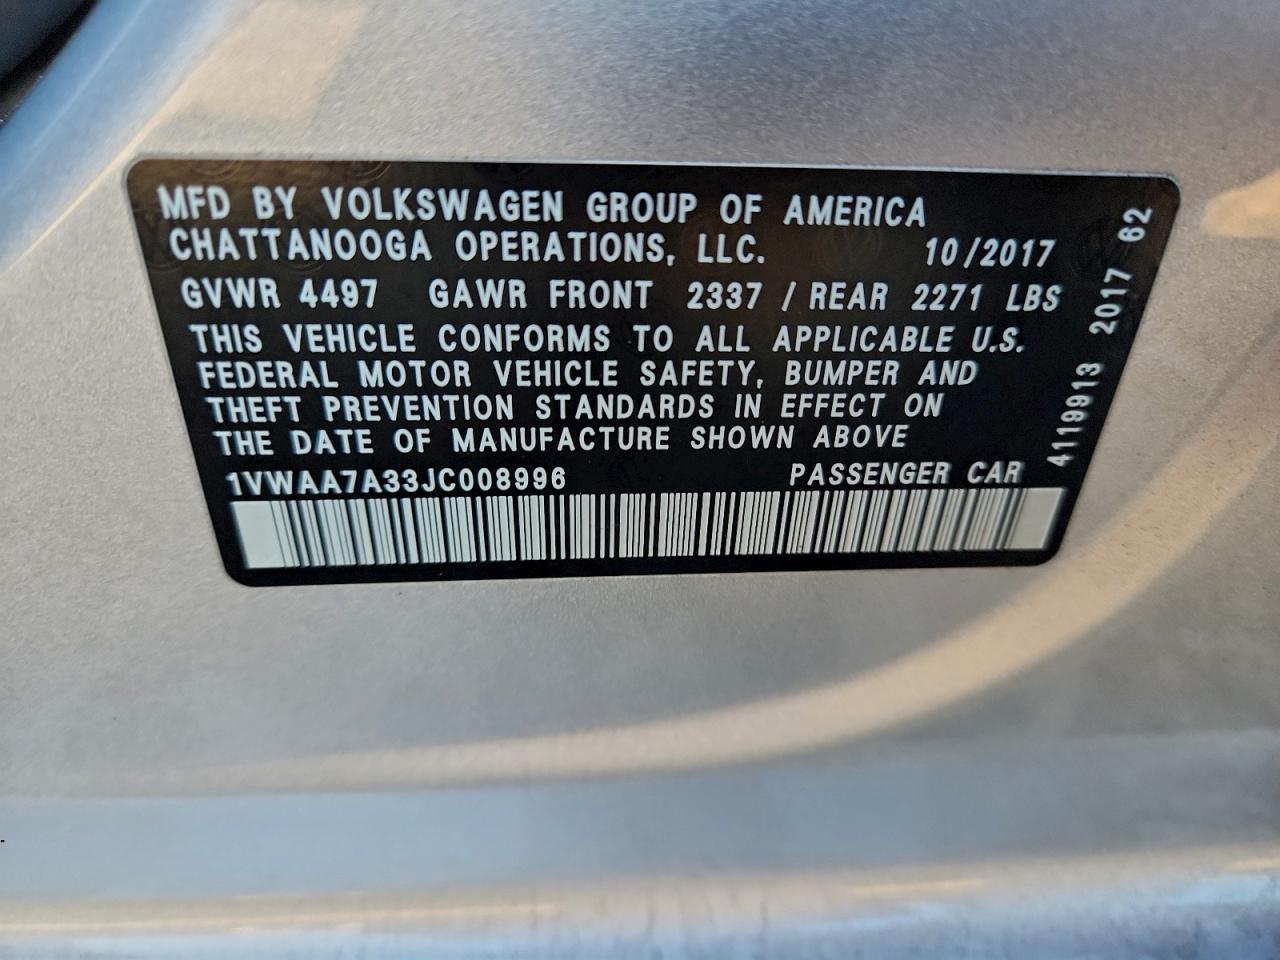 MFD BY VOLKSWAGEN GROUP OF AMERICA
CHATTANOOGA OPERATIONS, LLC. 10/2017
GVWR 4497 GAWR FRONT 2337 / REAR 2271 LBS
THIS VEHICLE CONFORMS TO ALL APPLICABLE U.S.
FEDERAL MOTOR VEHICLE SAFETY, BUMPER AND
THEFT PREVENTION STANDARDS IN EFFECT ON
THE DATE OF MANUFACTURE SHOWN ABOVE
1VWAA7A33JC008996 PASSENGER CAR
4119913 2017 62